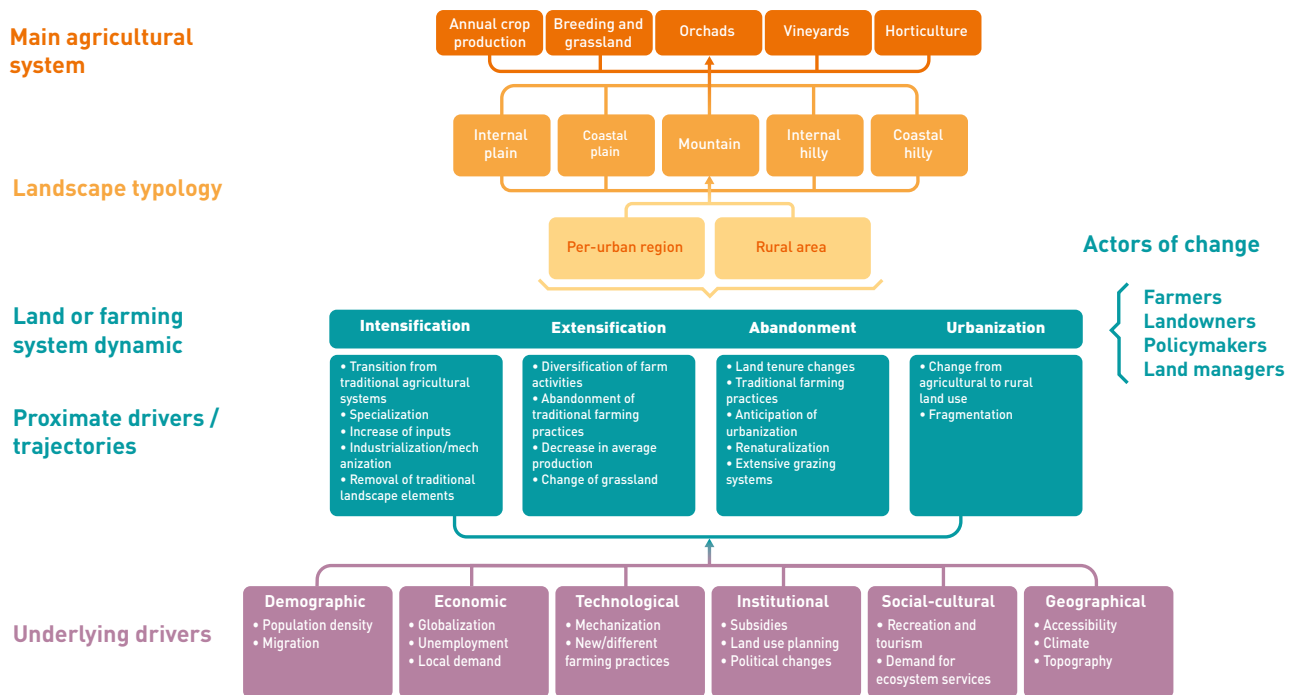 Main agricultural
system
Annual crop
production
Breeding and
grassland
Orchads
Vineyards
Horticulture
Landscape typology
Internal
plain
Coastal
plain
Mountain
Internal
hilly
Coastal
hilly
Per-urban region
Rural area
Actors of change
Farmers
Landowners
Policymakers
Land managers
Land or farming
system dynamic
Intensification
Extensification
Abandonment
Urbanization
Proximate drivers /
trajectories
• Transition from
traditional agricultural
systems
• Specialization
• Increase of inputs
• Industrialization/mech
anization
• Removal of traditional
landscape elements
• Diversification of farm
activities
• Abandonment of
traditional farming
practices
• Decrease in average
production
• Change of grassland
• Land tenure changes
• Traditional farming
practices
• Anticipation of
urbanization
• Renaturalization
• Extensive grazing
systems
• Change from
agricultural to rural
land use
• Fragmentation
Underlying drivers
Demographic
• Population density
• Migration
Economic
• Globalization
• Unemployment
• Local demand
Technological
• Mechanization
• New/different
farming practices
Institutional
• Subsidies
• Land use planning
• Political changes
Social-cultural
• Recreation and
tourism
• Demand for
ecosystem services
Geographical
• Accessibility
• Climate
• Topography